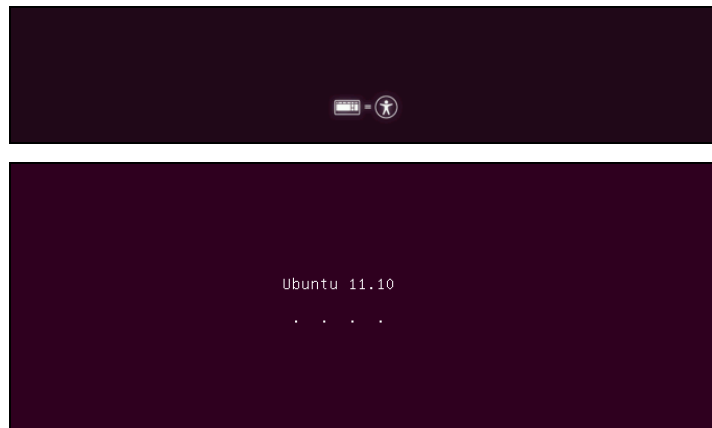 =
Ubuntu 11.10
. . . .